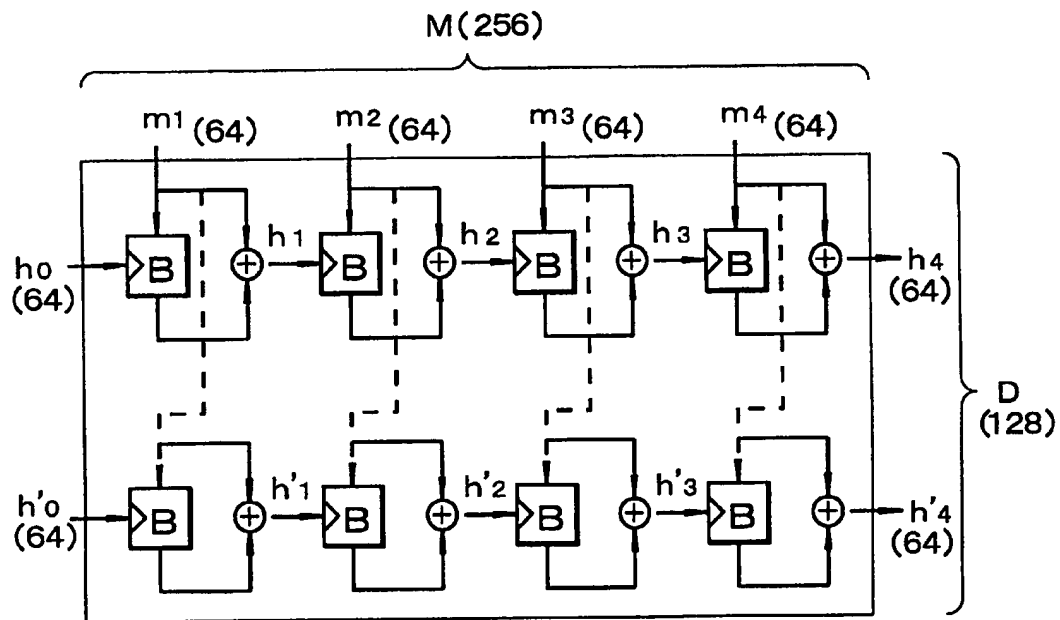 M(256)
m1 (64) m2 (64) m3 (64) m4 (64)
B B B B
h0 (64) h1 h2 h3 h4 (64)
D (128)
B B B B
h'0 (64) h'1 h'2 h'3 h'4 (64)